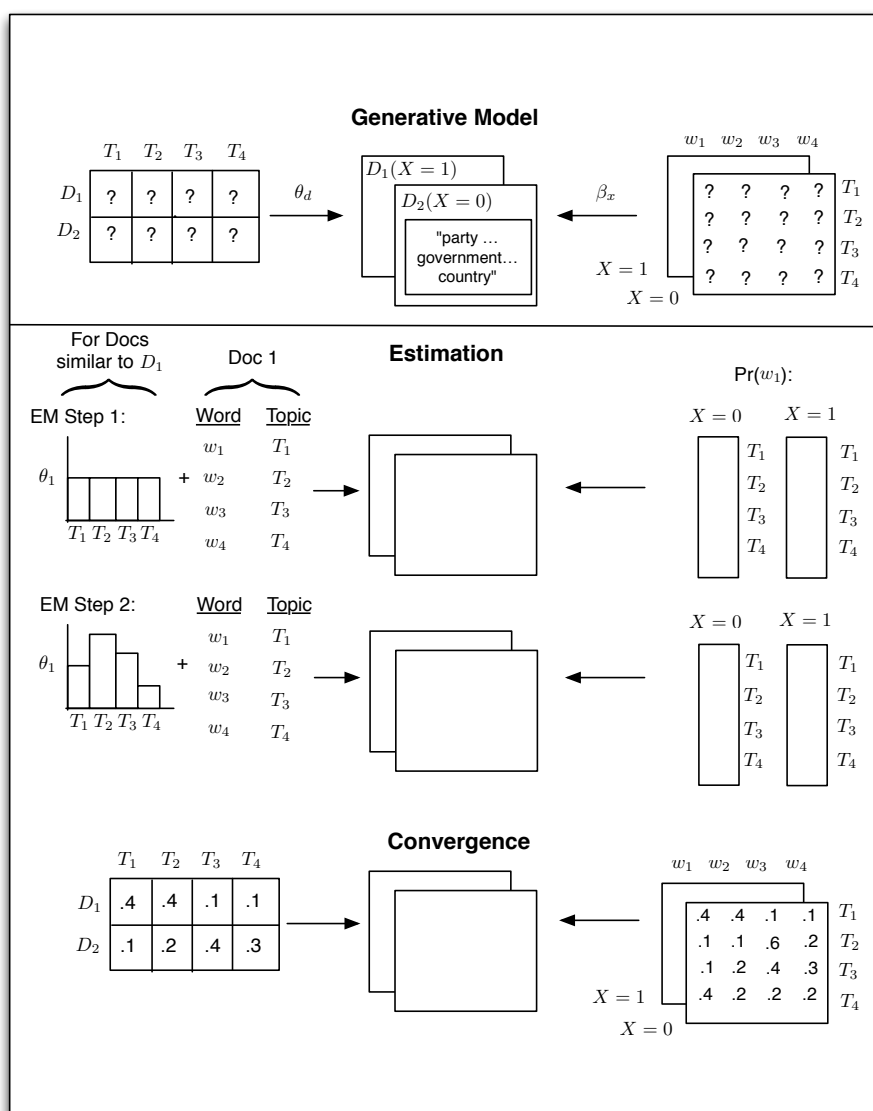 Generative Model
T1 T2 T3 T4
D1 ? ? ? ?
D2 ? ? ? ?
θd
D1(X = 1)
D2(X = 0)
"party ...
government...
country"
βx
w1 w2 w3 w4
? ? ? ? T1
? ? ? ? T2
? ? ? ? T3
? ? ? ? T4
X = 1
X = 0
Estimation
For Docs
similar to D1
Doc 1
Pr(w1):
EM Step 1:
θ1
T1 T2 T3 T4
+
Word Topic
w1 T1
w2 T2
w3 T3
w4 T4
X = 0 X = 1
T1 T1
T2 T2
T3 T3
T4 T4
EM Step 2:
θ1
T1 T2 T3 T4
+
Word Topic
w1 T1
w2 T2
w3 T3
w4 T4
X = 0 X = 1
T1 T1
T2 T2
T3 T3
T4 T4
Convergence
T1 T2 T3 T4
D1 .4 .4 .1 .1
D2 .1 .2 .4 .3
w1 w2 w3 w4
.4 .4 .1 .1 T1
.1 .1 .6 .2 T2
.1 .2 .4 .3 T3
.4 .2 .2 .2 T4
X = 1
X = 0